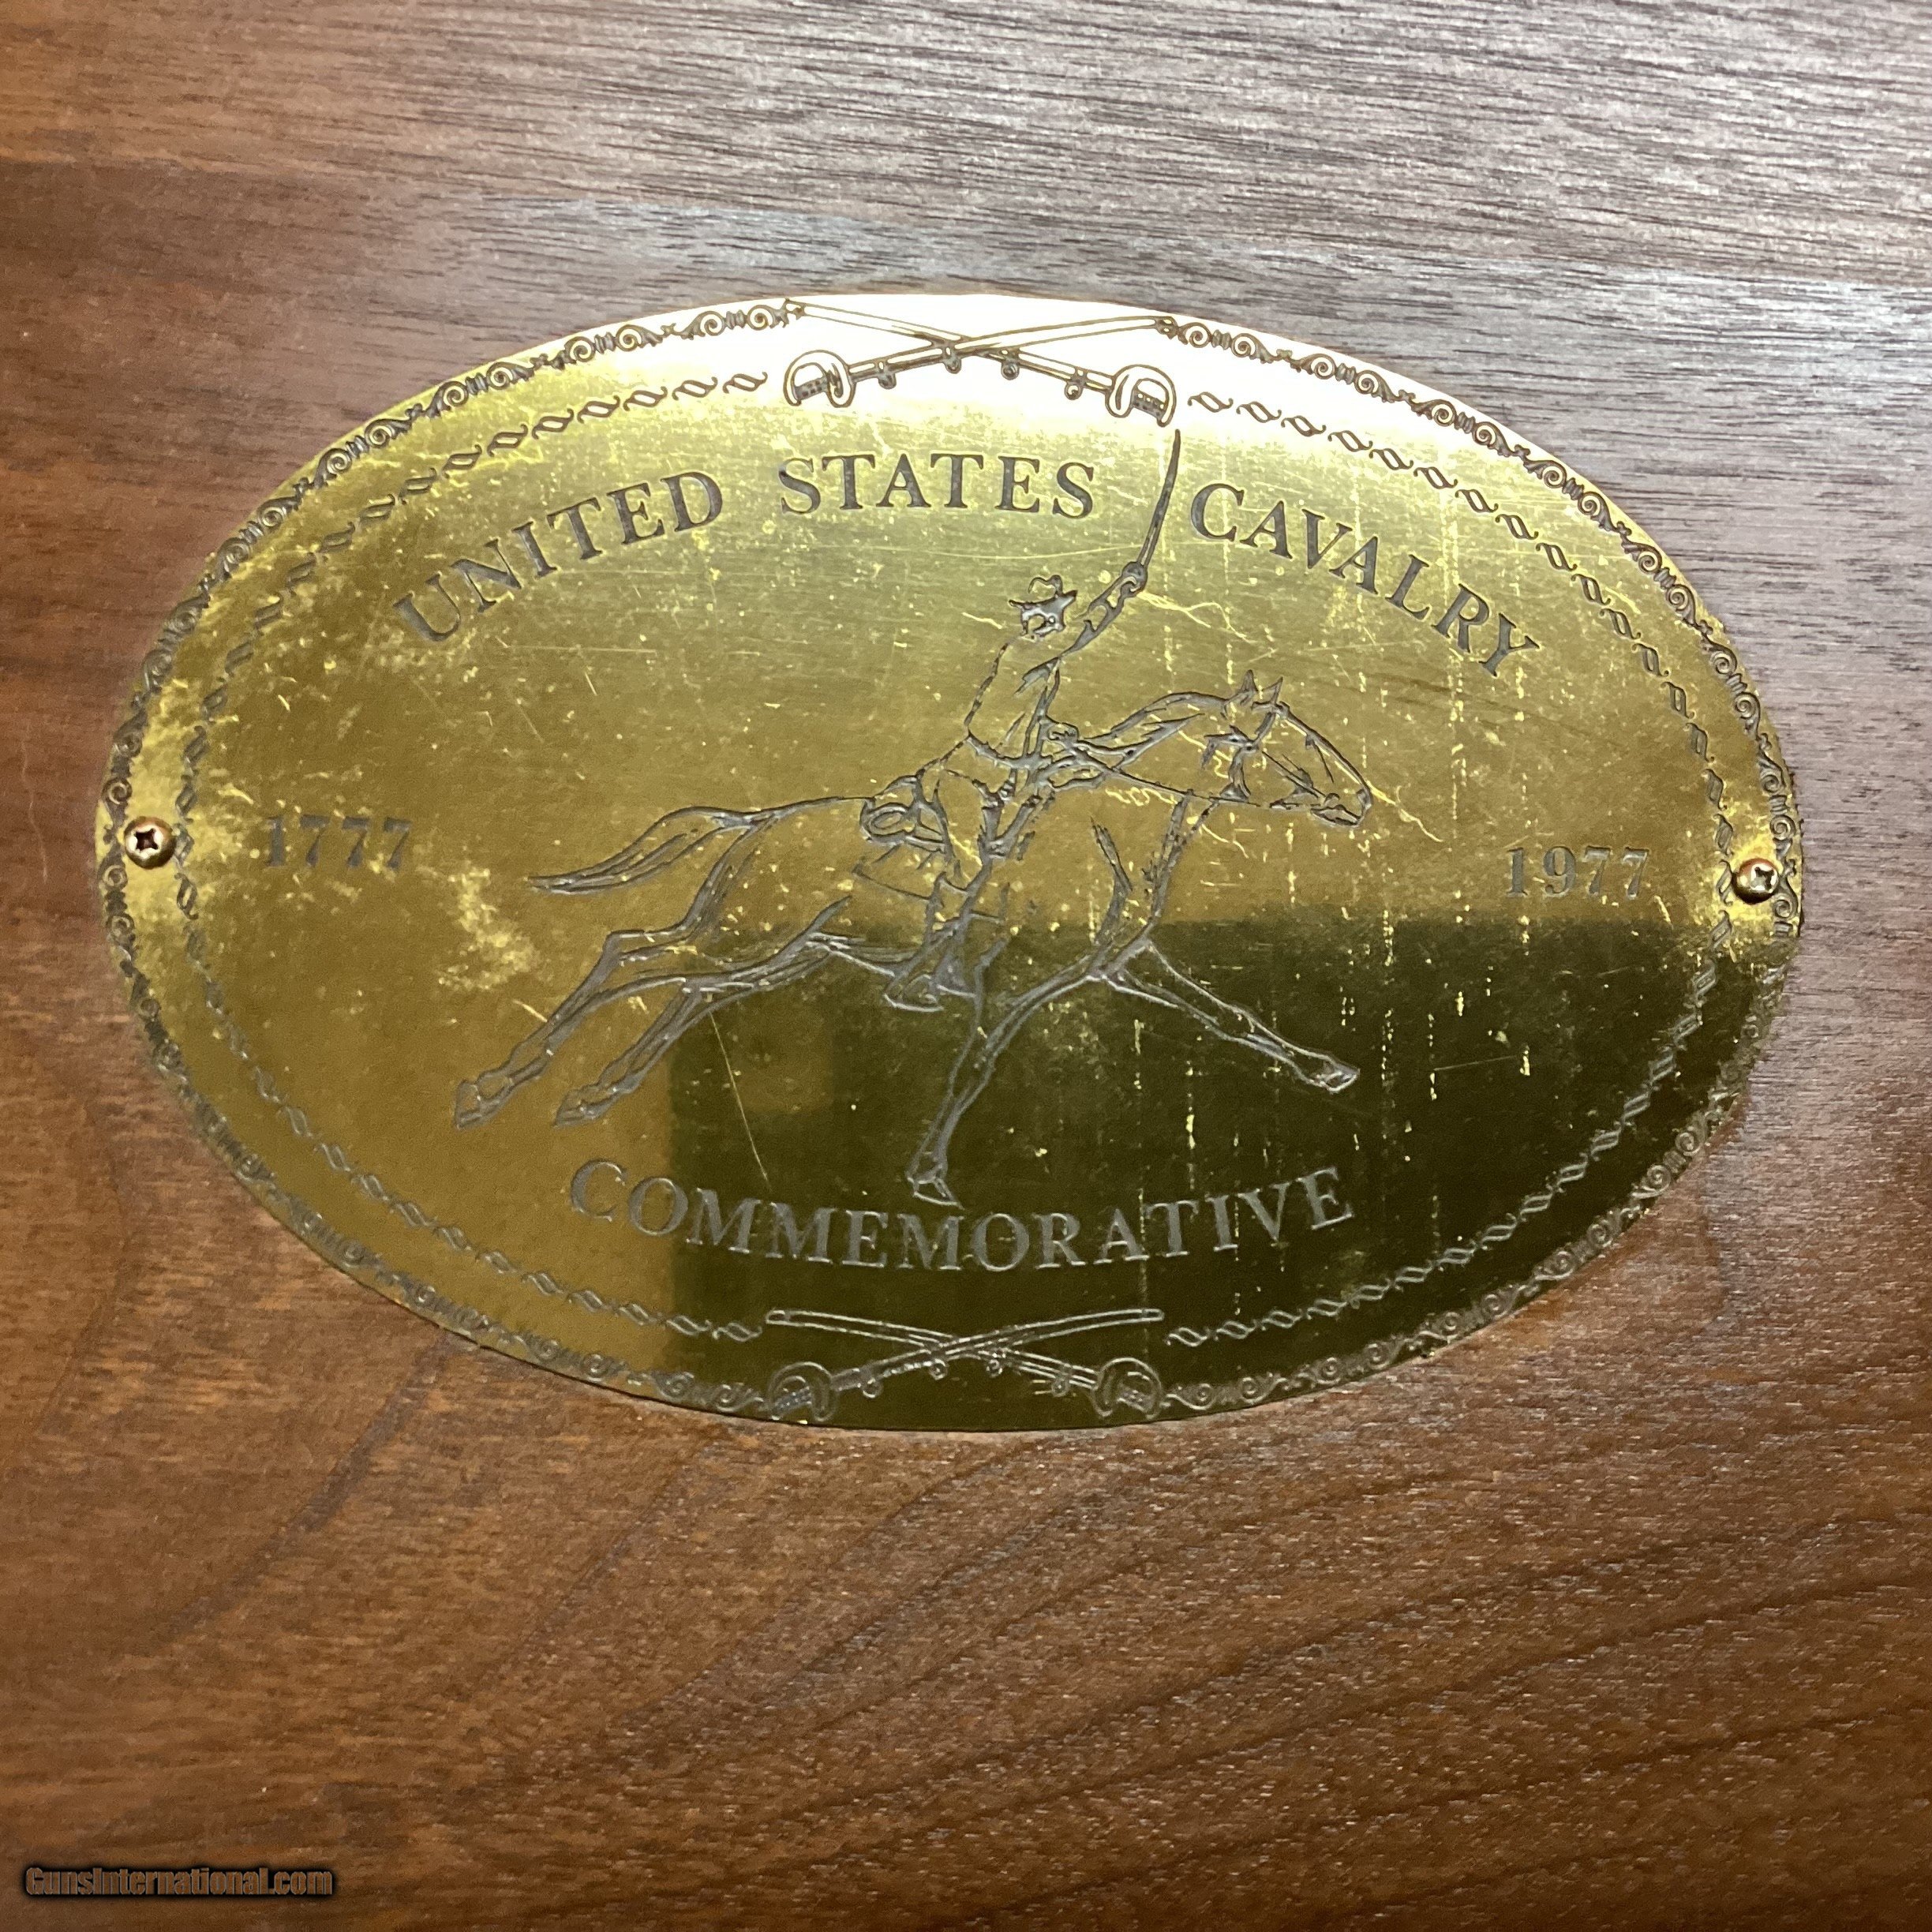 UNITED STATES CAVALRY
1777 1977
COMMEMORATIVE
GunsInternational.com